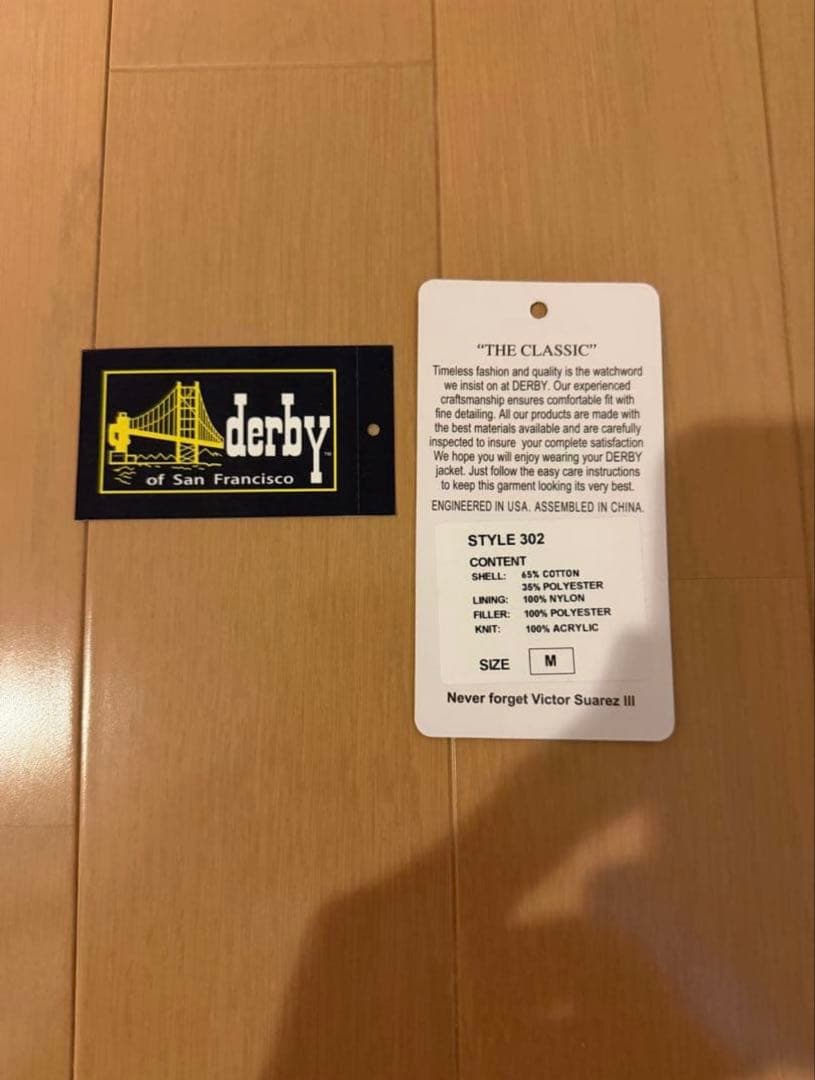 derby™
of San Francisco
“THE CLASSIC”
Timeless fashion and quality is the watchword
we insist on at DERBY. Our experienced
craftsmanship ensures comfortable fit with
fine detailing. All our products are made with
the best materials available and are carefully
inspected to insure your complete satisfaction
We hope you will enjoy wearing your DERBY
jacket. Just follow the easy care instructions
to keep this garment looking its very best.
ENGINEERED IN USA. ASSEMBLED IN CHINA.
STYLE 302
CONTENT
SHELL: 65% COTTON
35% POLYESTER
LINING: 100% NYLON
FILLER: 100% POLYESTER
KNIT: 100% ACRYLIC
SIZE M
Never forget Victor Suarez III